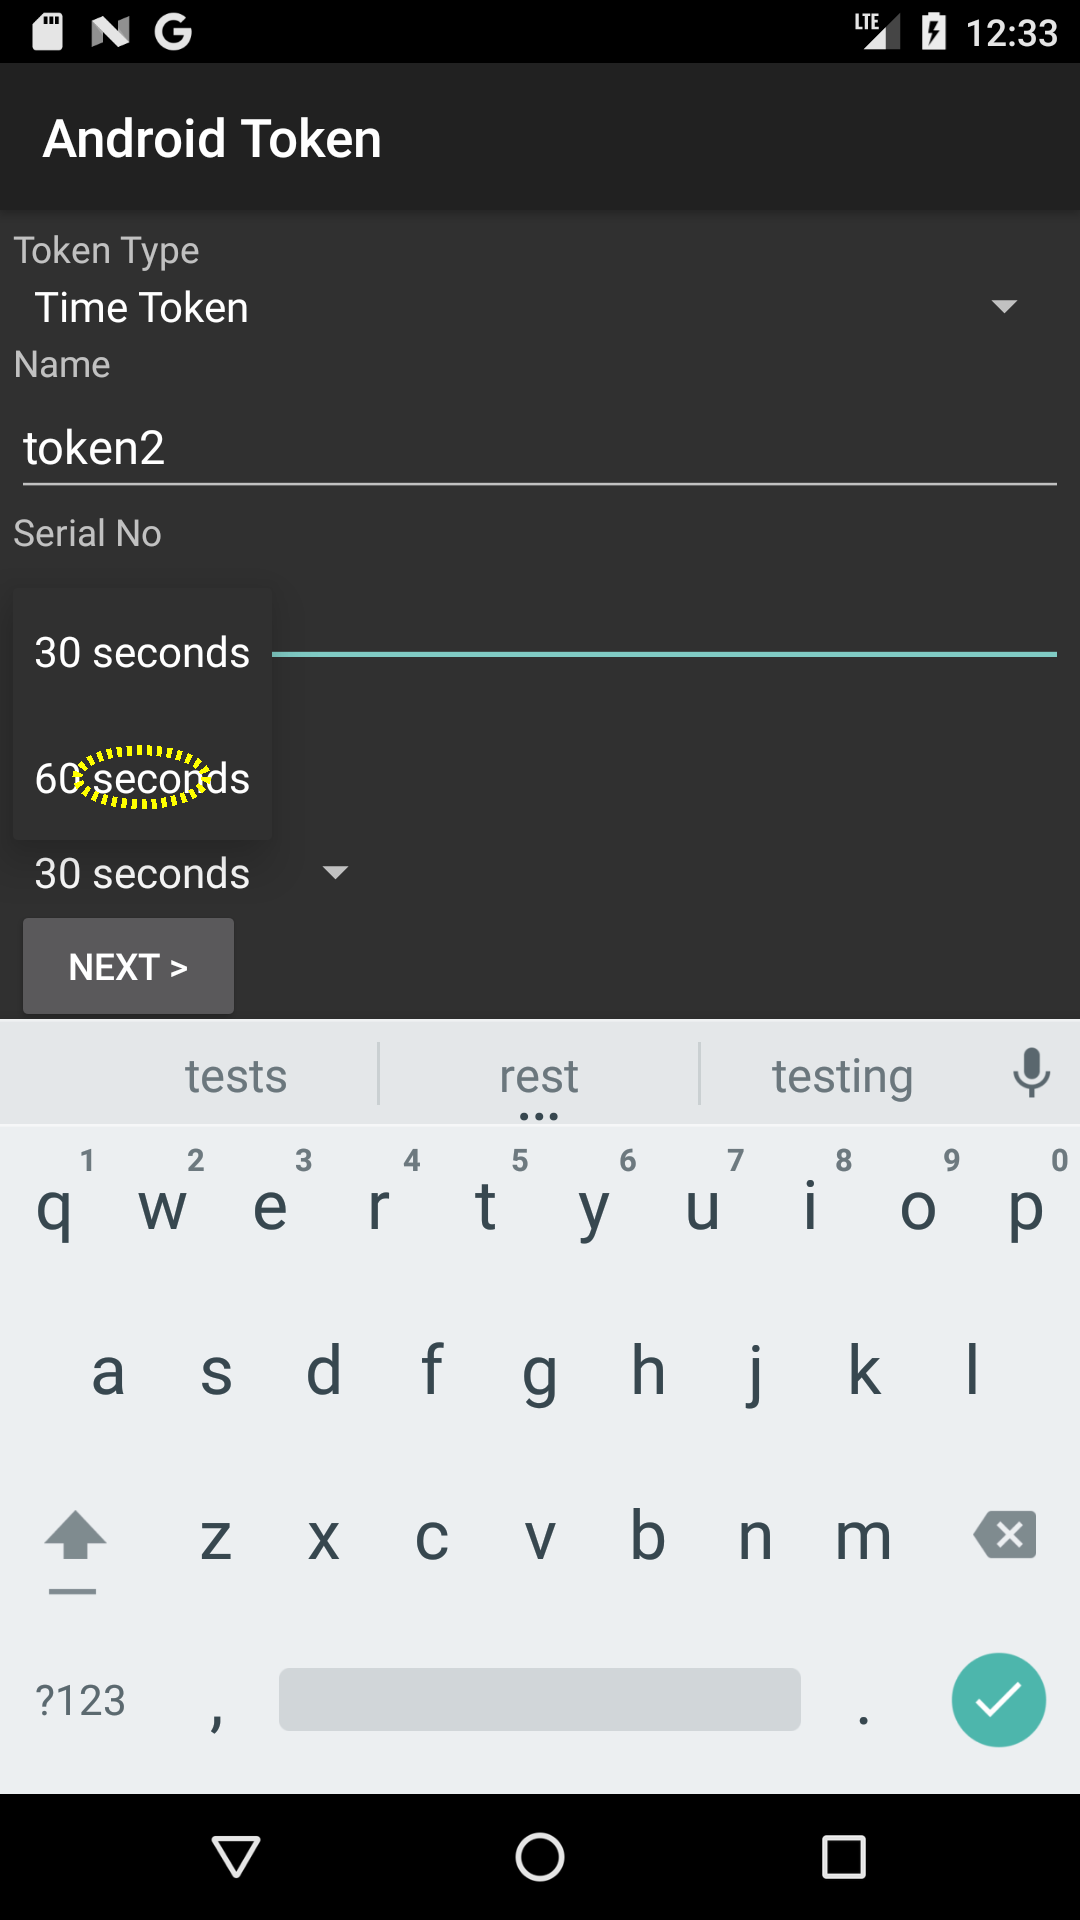 LTE 12:33
Android Token
Token Type
Time Token
Name
token2
Serial No
30 seconds
60 seconds
30 seconds
NEXT >
tests rest testing
1 2 3 4 5 6 7 8 9 0
q w e r t y u i o p
a s d f g h j k l
z x c v b n m
?123 , .